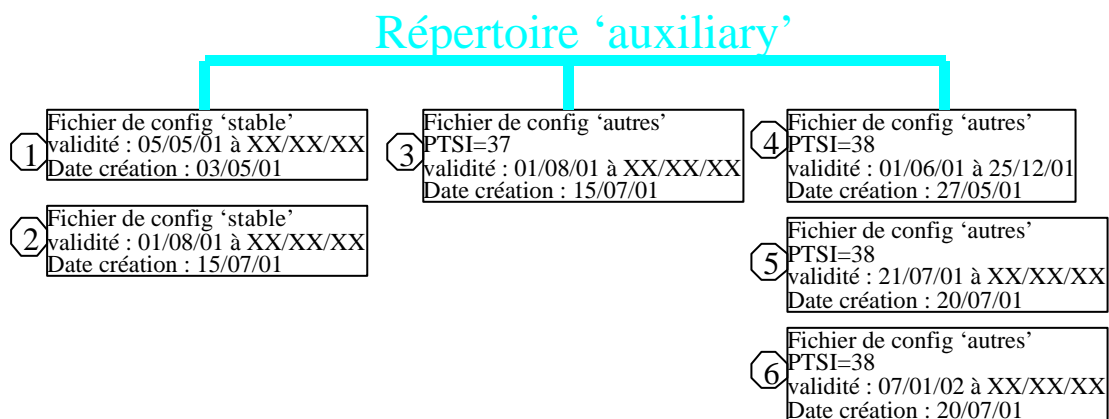 Répertoire ‘auxiliary’
1
Fichier de config ‘stable’
validité : 05/05/01 à XX/XX/XX
Date création : 03/05/01
2
Fichier de config ‘stable’
validité : 01/08/01 à XX/XX/XX
Date création : 15/07/01
3
Fichier de config ‘autres’
PTSI=37
validité : 01/08/01 à XX/XX/XX
Date création : 15/07/01
4
Fichier de config ‘autres’
PTSI=38
validité : 01/06/01 à 25/12/01
Date création : 27/05/01
5
Fichier de config ‘autres’
PTSI=38
validité : 21/07/01 à XX/XX/XX
Date création : 20/07/01
6
Fichier de config ‘autres’
PTSI=38
validité : 07/01/02 à XX/XX/XX
Date création : 20/07/01